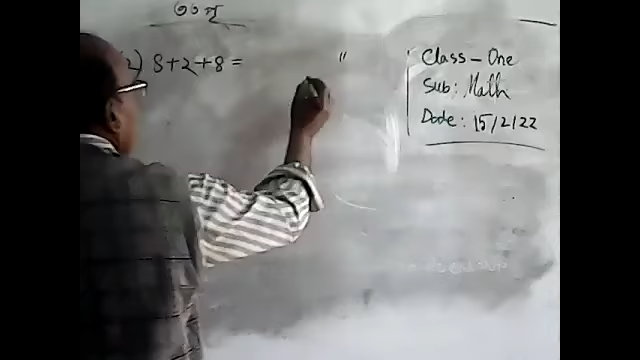 2) 8+2+8=
"
Class - One
Sub: Math
Date: 15/2/22